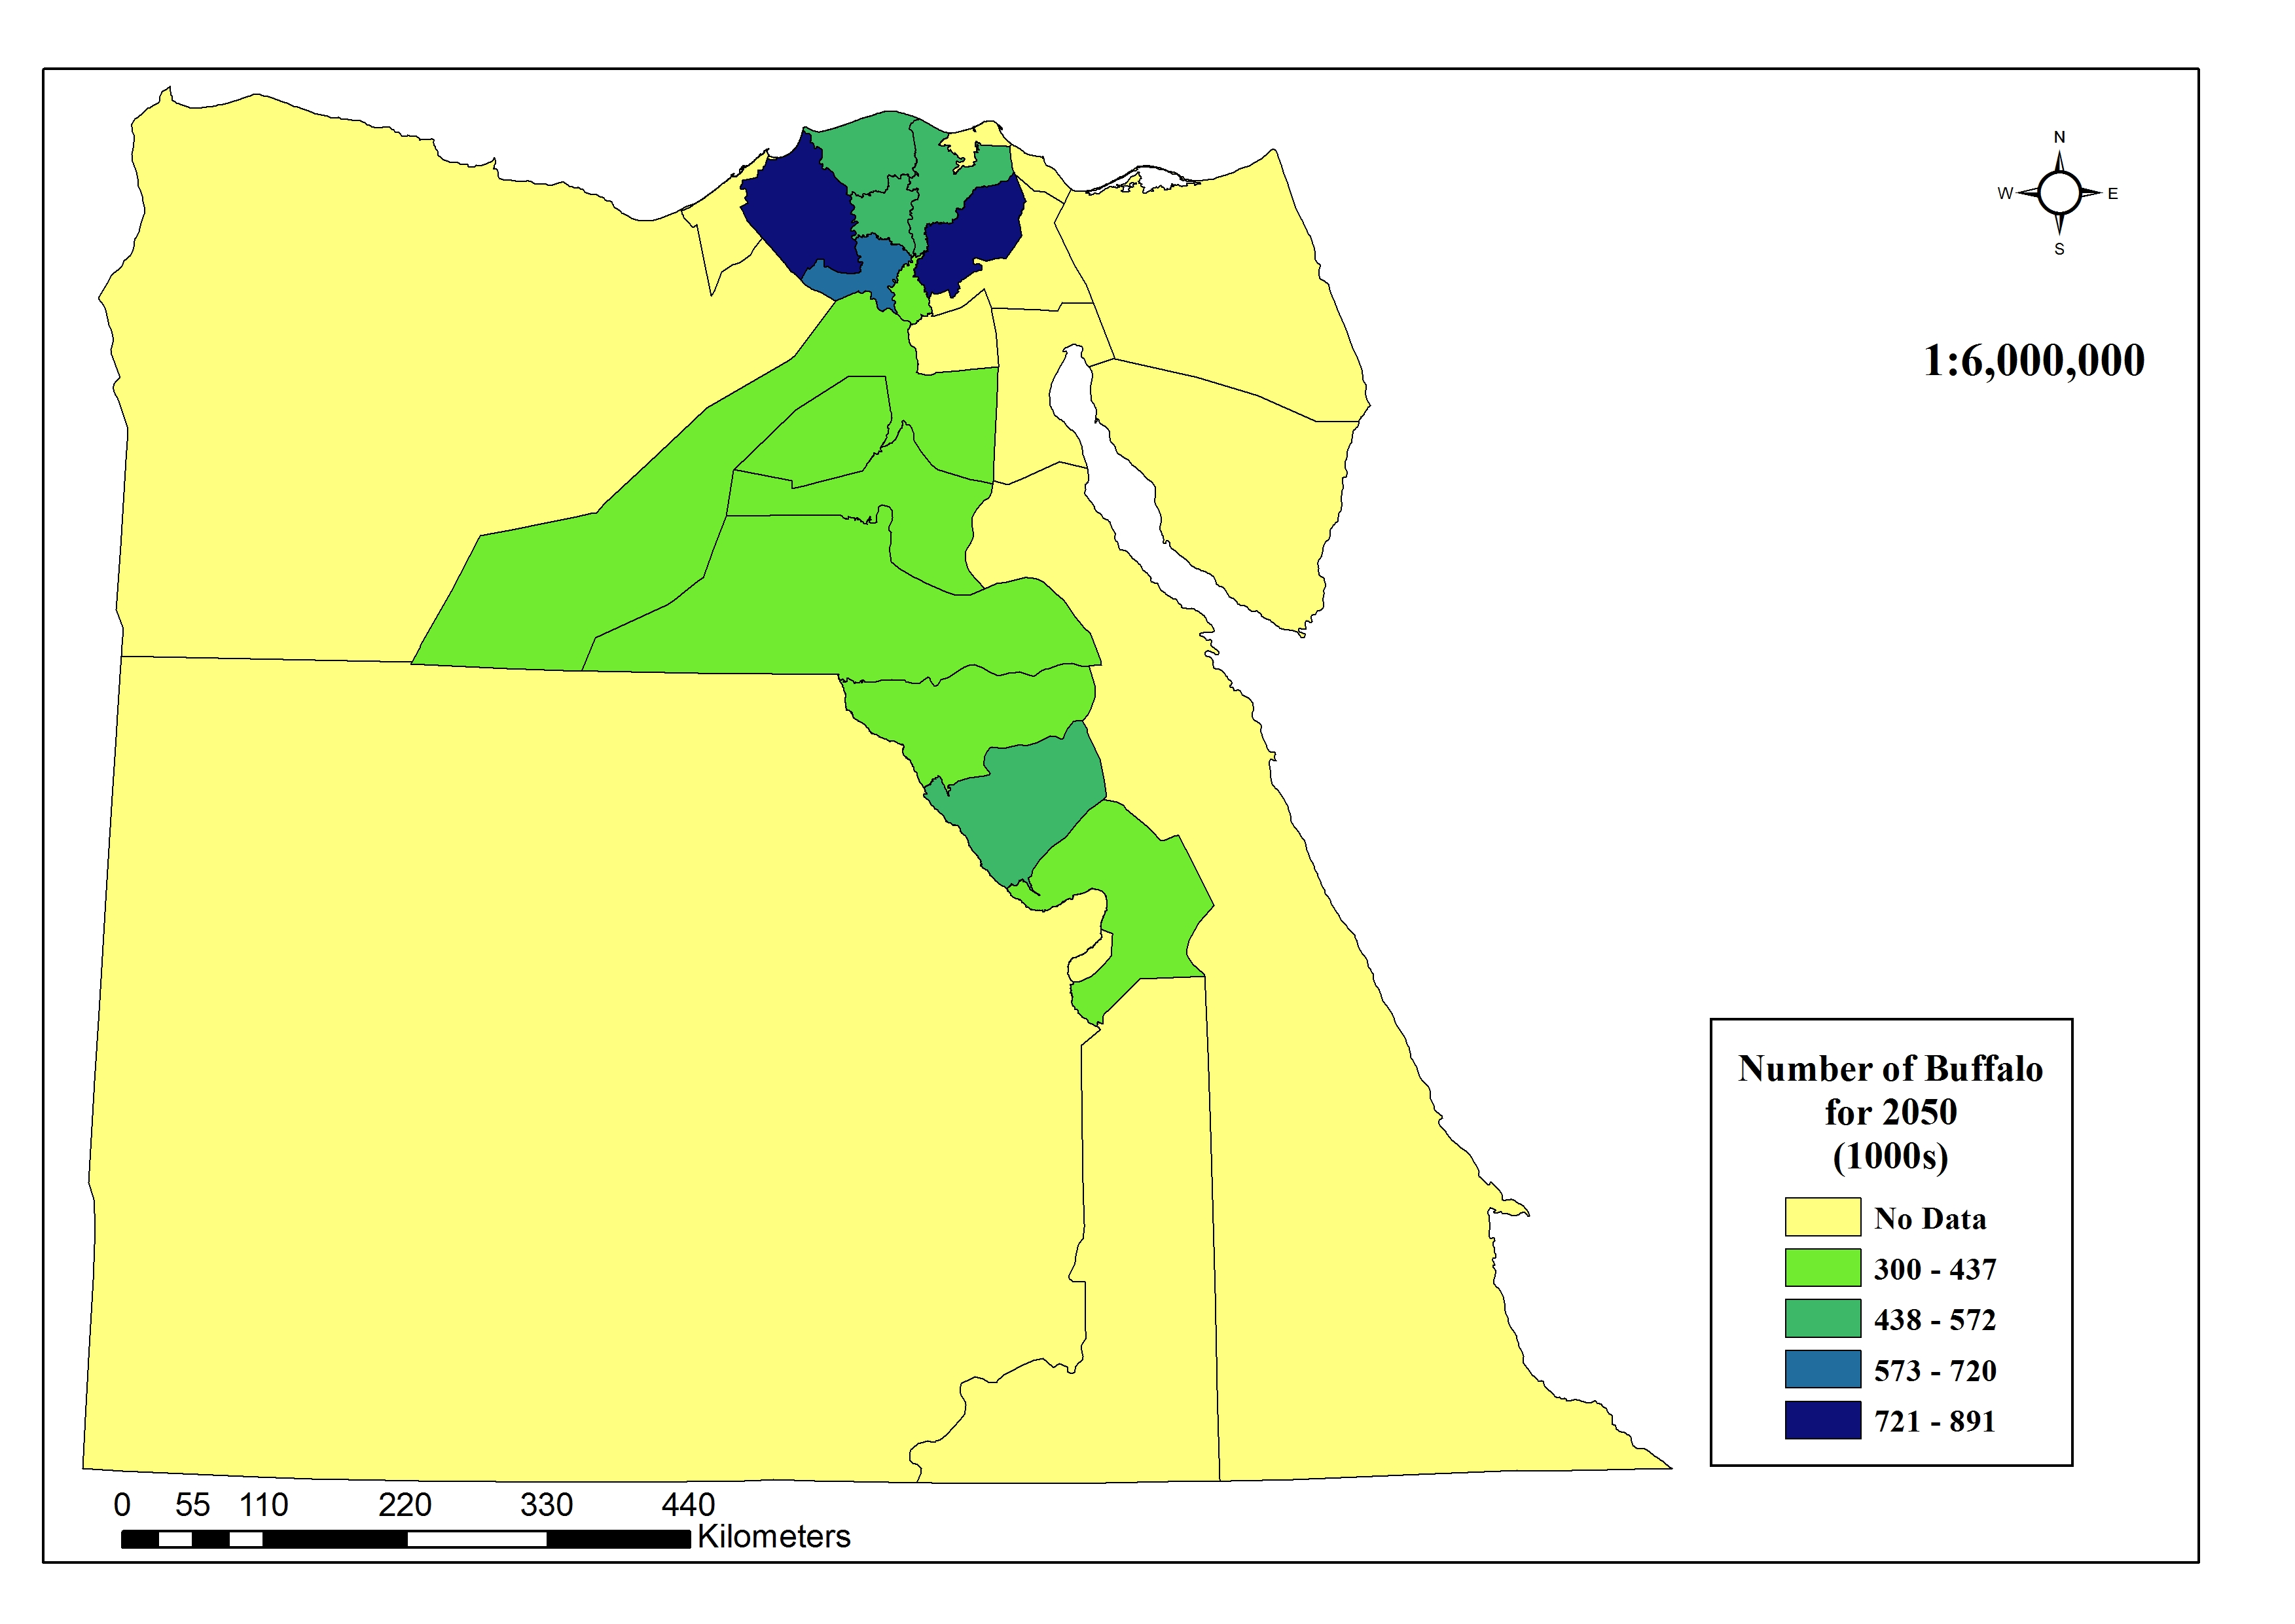 N
W E
S
1:6,000,000
Number of Buffalo
for 2050
(1000s)
No Data
300 - 437
438 - 572
573 - 720
721 - 891
0 55 110 220 330 440
Kilometers